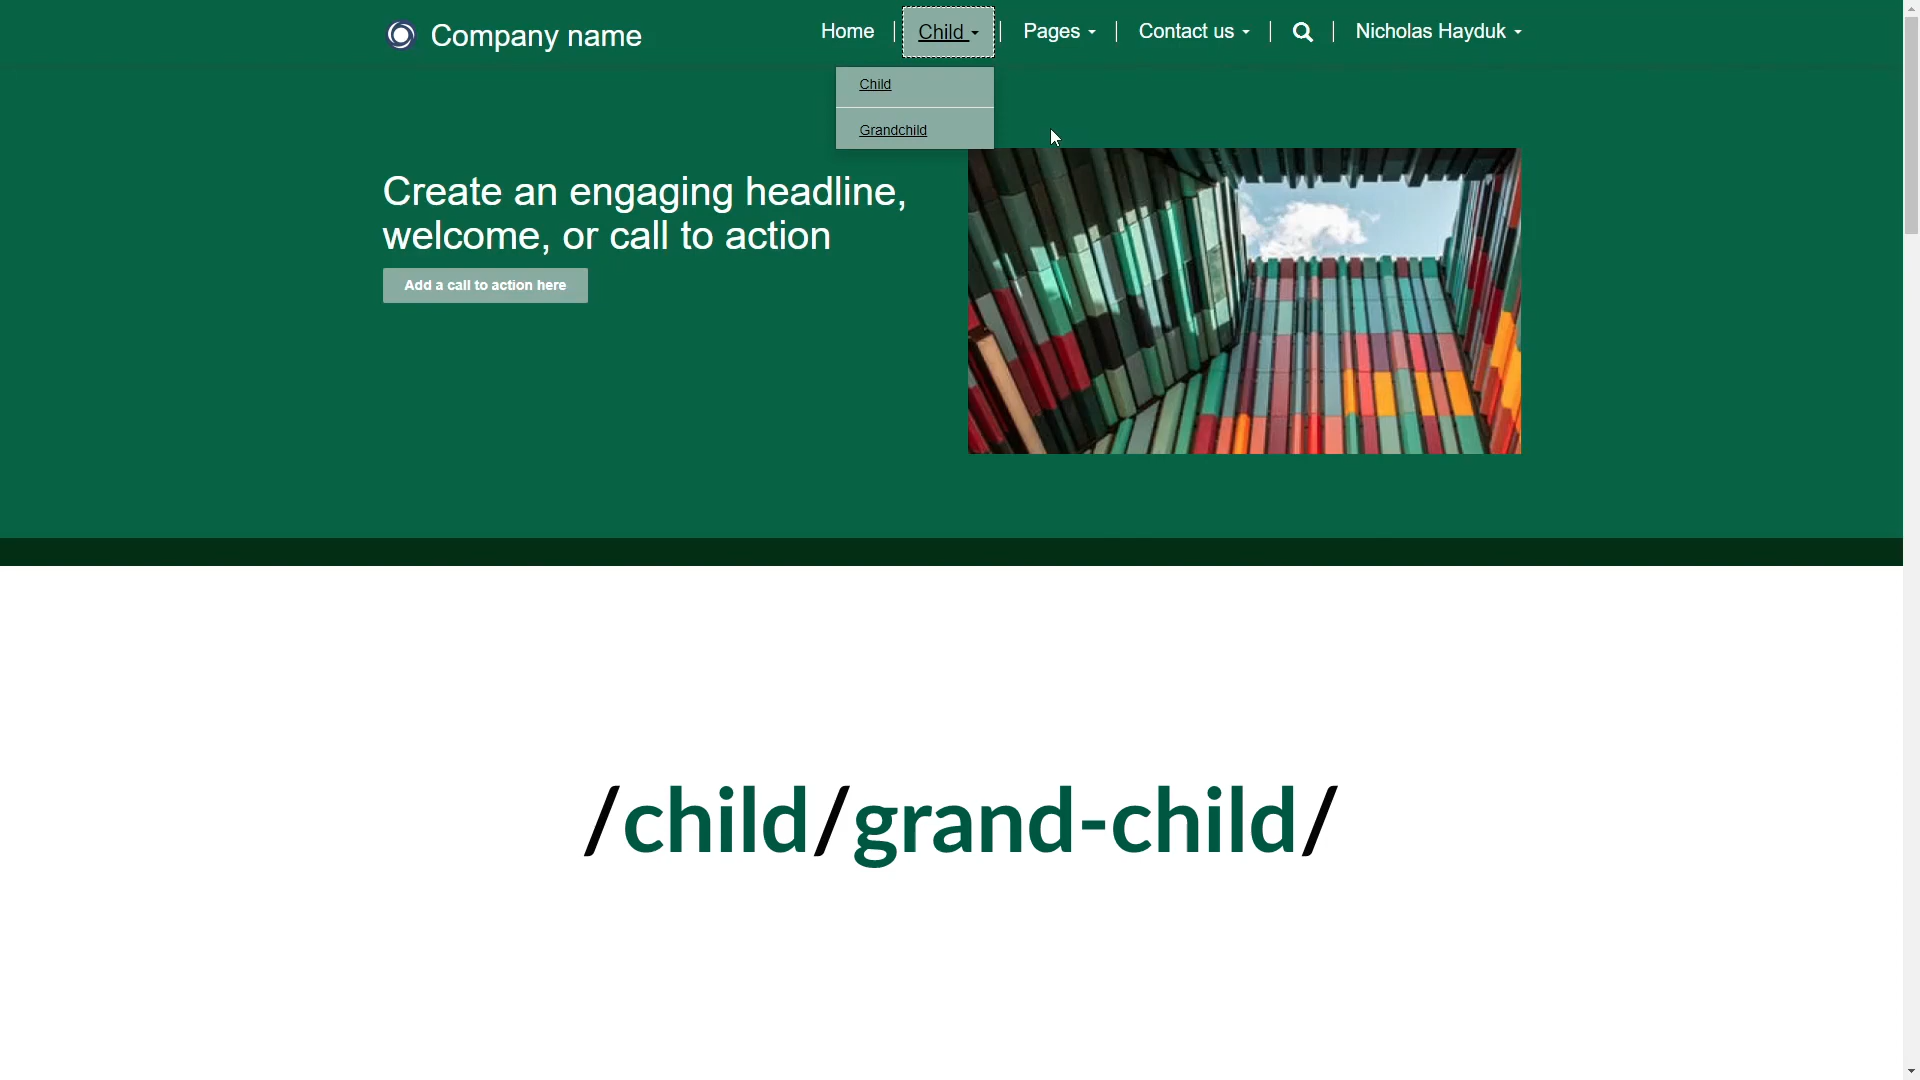 Company name
Home
Child
Pages
Contact us
Nicholas Hayduk
Child
Grandchild
Create an engaging headline,
welcome, or call to action
Add a call to action here
/child/grand-child/